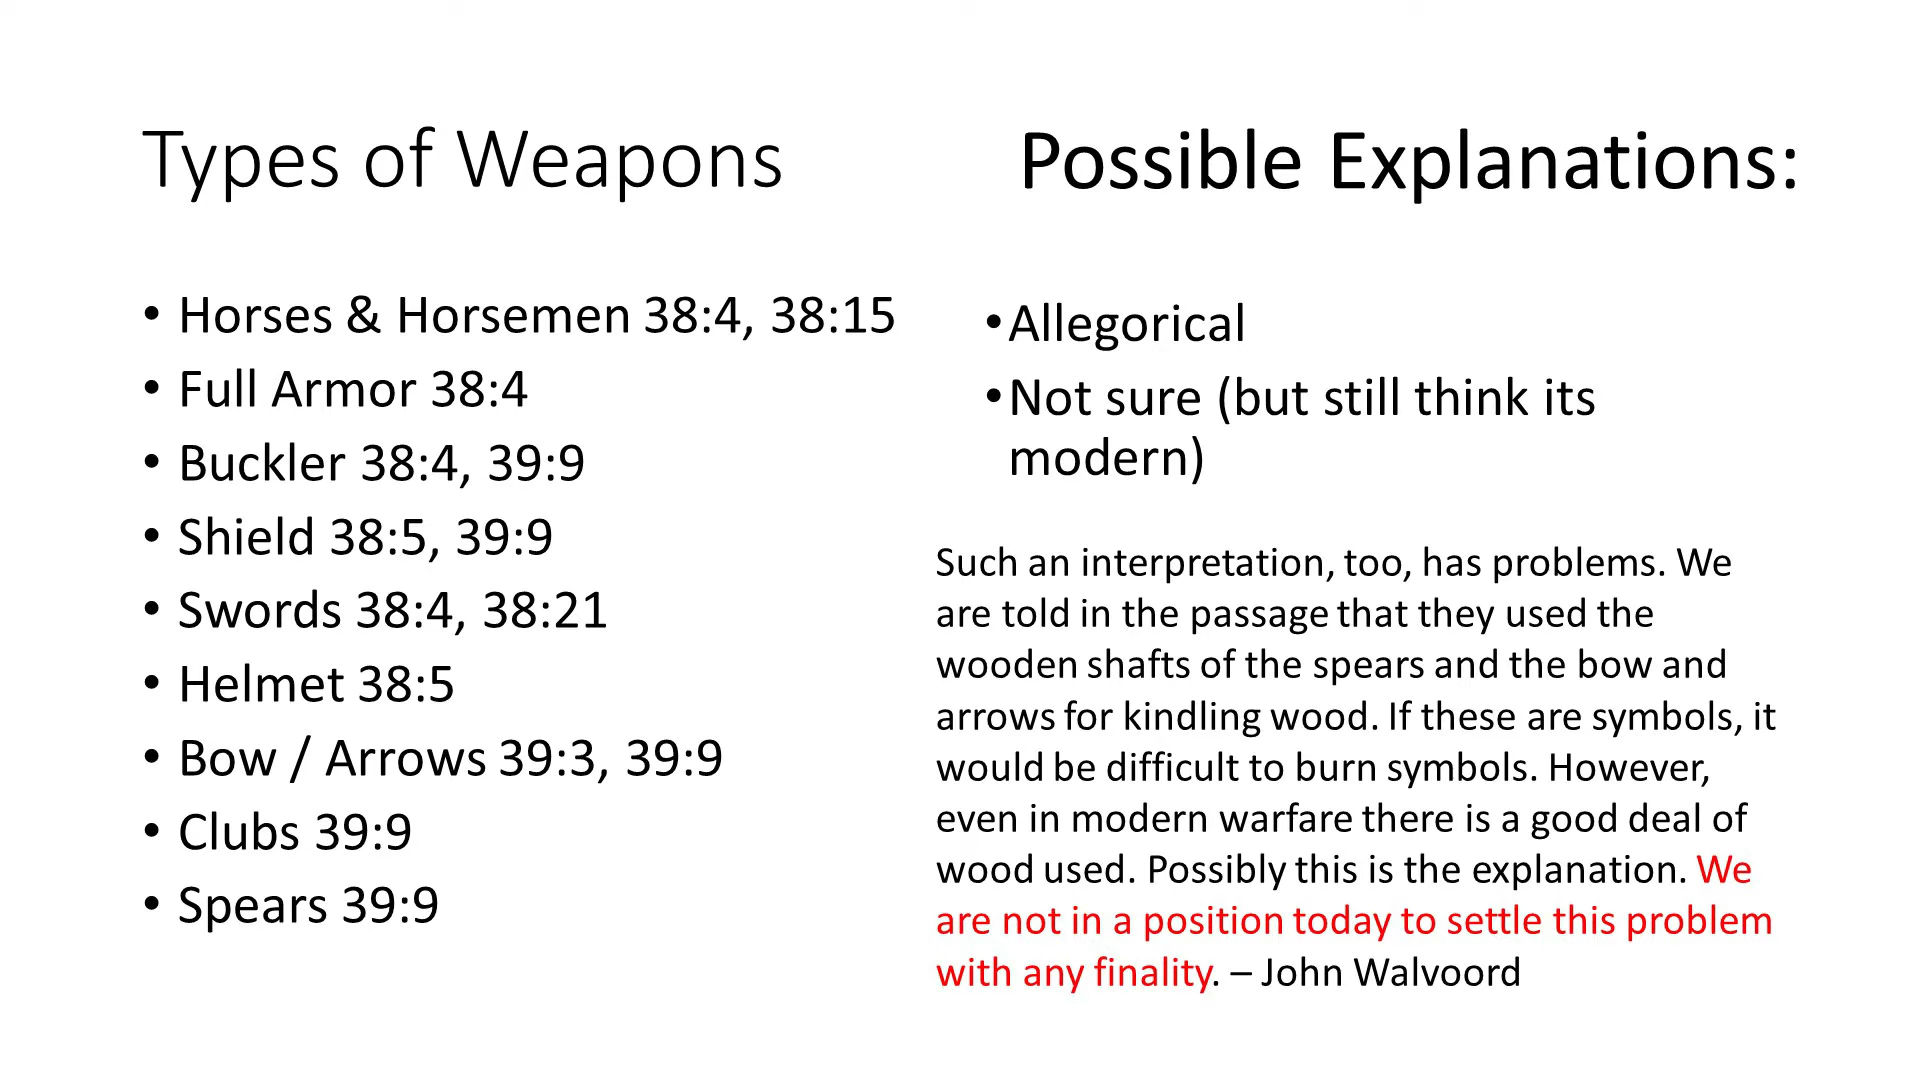 Types of Weapons
• Horses & Horsemen 38:4, 38:15
• Full Armor 38:4
• Buckler 38:4, 39:9
• Shield 38:5, 39:9
• Swords 38:4, 38:21
• Helmet 38:5
• Bow / Arrows 39:3, 39:9
• Clubs 39:9
• Spears 39:9
Possible Explanations:
•Allegorical
•Not sure (but still think its
modern)
Such an interpretation, too, has problems. We
are told in the passage that they used the
wooden shafts of the spears and the bow and
arrows for kindling wood. If these are symbols, it
would be difficult to burn symbols. However,
even in modern warfare there is a good deal of
wood used. Possibly this is the explanation. We
are not in a position today to settle this problem
with any finality. – John Walvoord